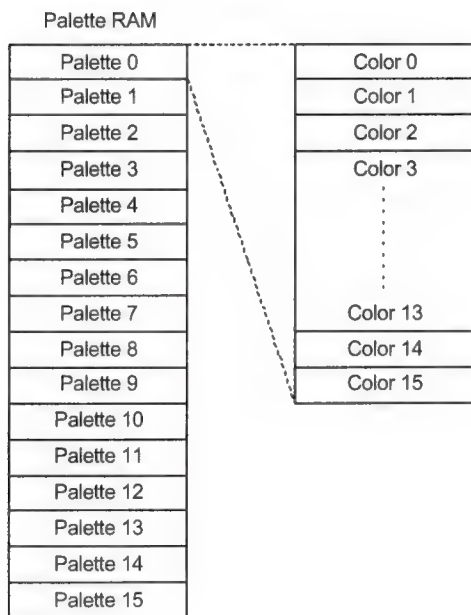 Palette RAM
Palette 0
Palette 1
Palette 2
Palette 3
Palette 4
Palette 5
Palette 6
Palette 7
Palette 8
Palette 9
Palette 10
Palette 11
Palette 12
Palette 13
Palette 14
Palette 15
Color 0
Color 1
Color 2
Color 3
Color 13
Color 14
Color 15